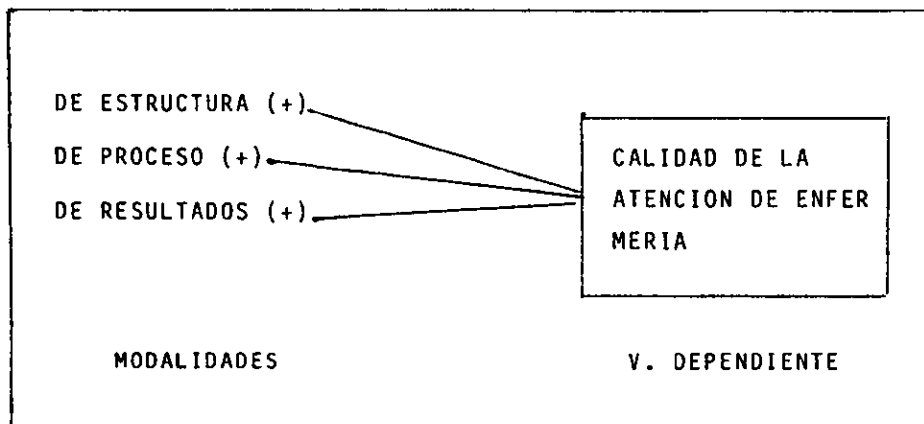 DE ESTRUCTURA (+)
DE PROCESO (+)
DE RESULTADOS (+)
CALIDAD DE LA
ATENCION DE ENFER
MERIA
MODALIDADES
V. DEPENDIENTE